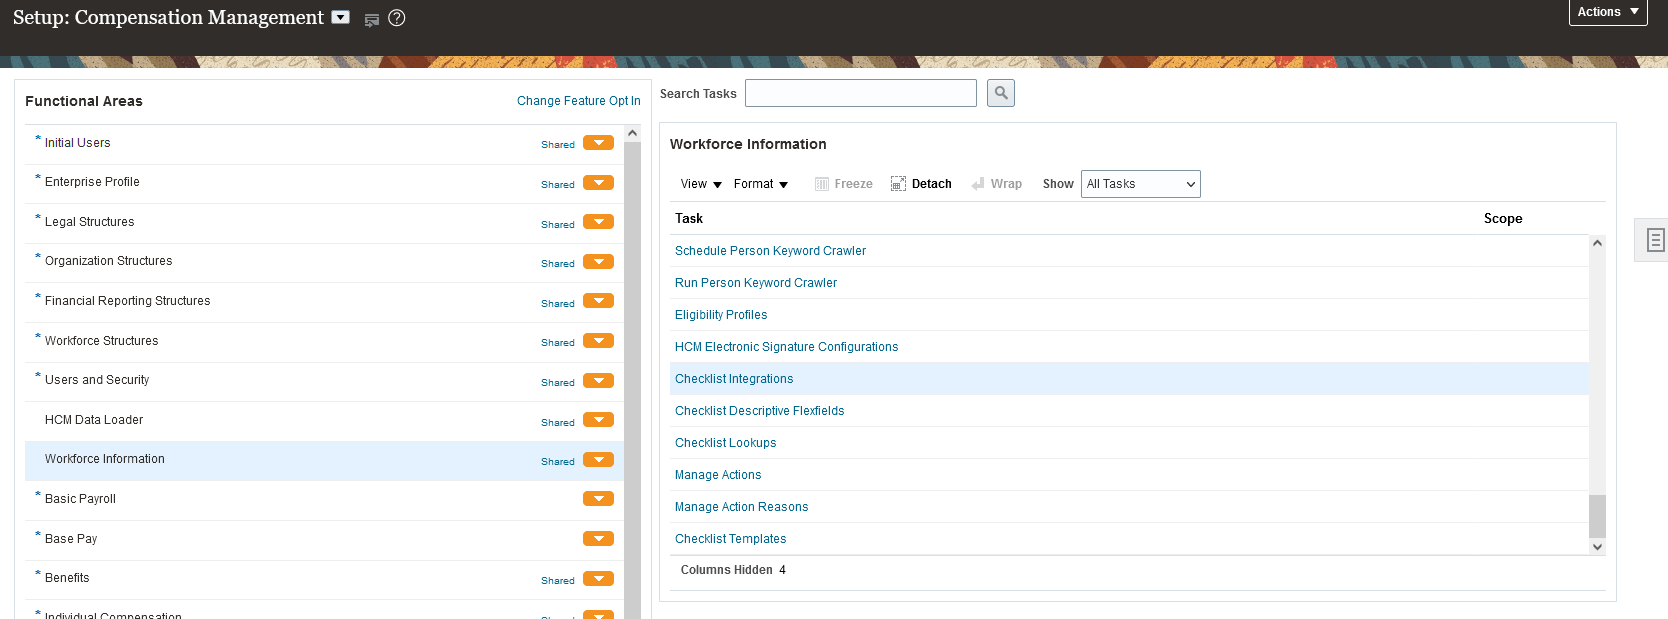 Setup: Compensation Management
Actions
Functional Areas
Change Feature Opt In
* Initial Users Shared
* Enterprise Profile Shared
* Legal Structures Shared
* Organization Structures Shared
* Financial Reporting Structures Shared
* Workforce Structures Shared
* Users and Security Shared
HCM Data Loader Shared
Workforce Information Shared
* Basic Payroll
* Base Pay
* Benefits Shared
* Individual Compensation Shared
Search Tasks
Workforce Information
View Format Freeze Detach Wrap Show All Tasks
Task Scope
Schedule Person Keyword Crawler
Run Person Keyword Crawler
Eligibility Profiles
HCM Electronic Signature Configurations
Checklist Integrations
Checklist Descriptive Flexfields
Checklist Lookups
Manage Actions
Manage Action Reasons
Checklist Templates
Columns Hidden 4